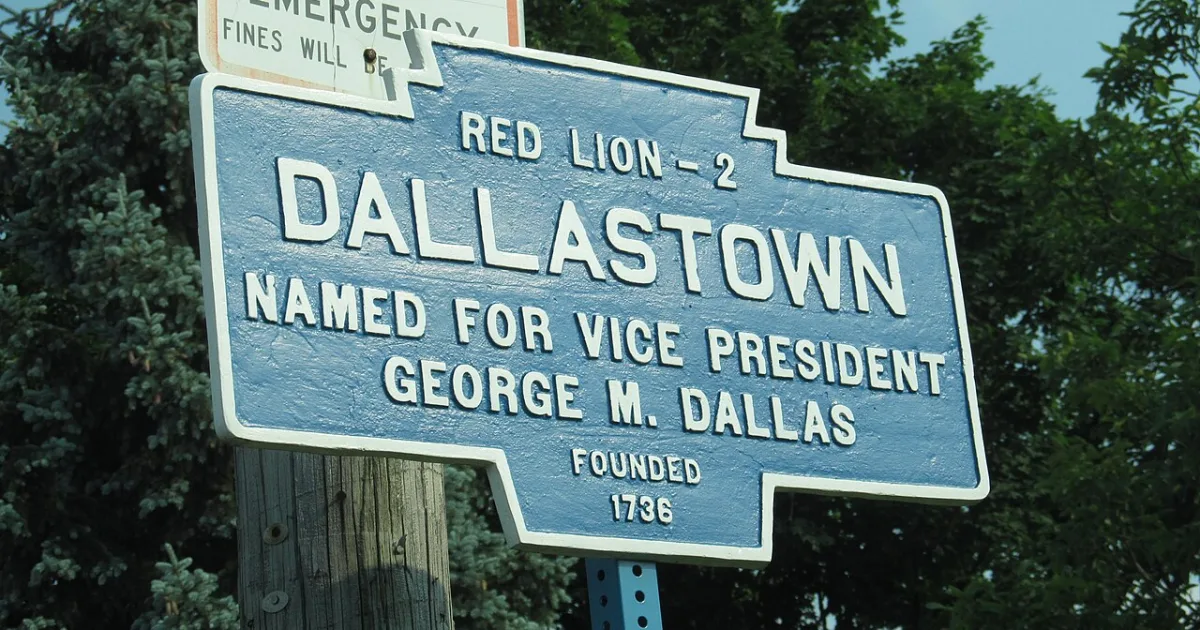 EMERGENCY
FINES WILL BE
RED LION - 2
DALLASTOWN
NAMED FOR VICE PRESIDENT
GEORGE M. DALLAS
FOUNDED
1736